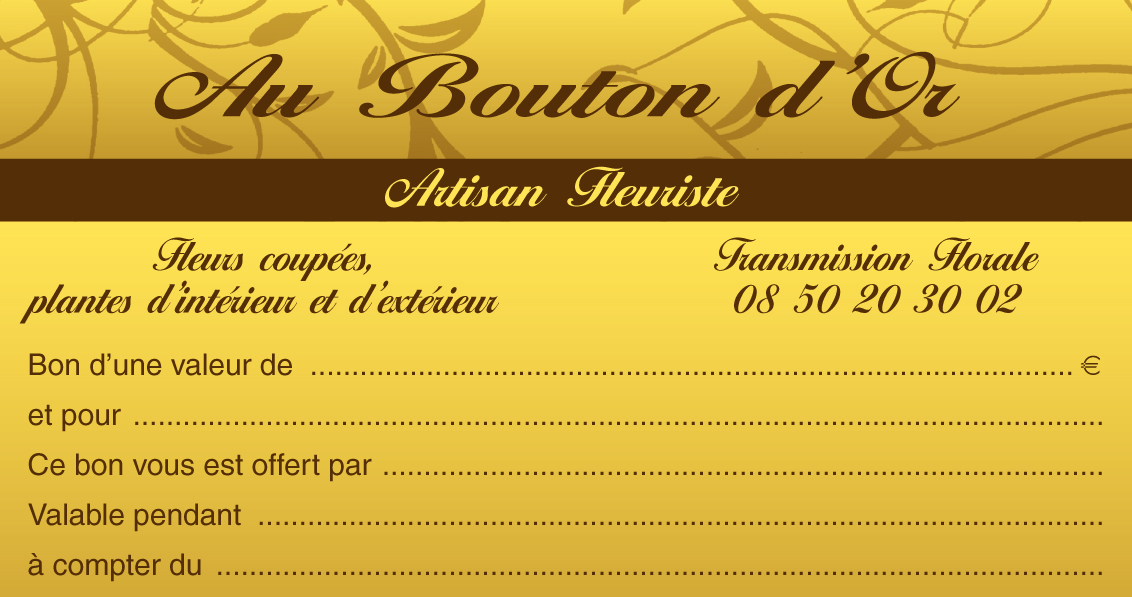 Au Bouton d'Or
Artisan Fleuriste
Fleurs coupées,
plantes d'intérieur et d'extérieur
Transmission Florale
08 50 20 30 02
Bon d'une valeur de ........................................................................................... €
et pour .....................................................................................................................
Ce bon vous est offert par ......................................................................................
Valable pendant .....................................................................................................
à compter du ..........................................................................................................